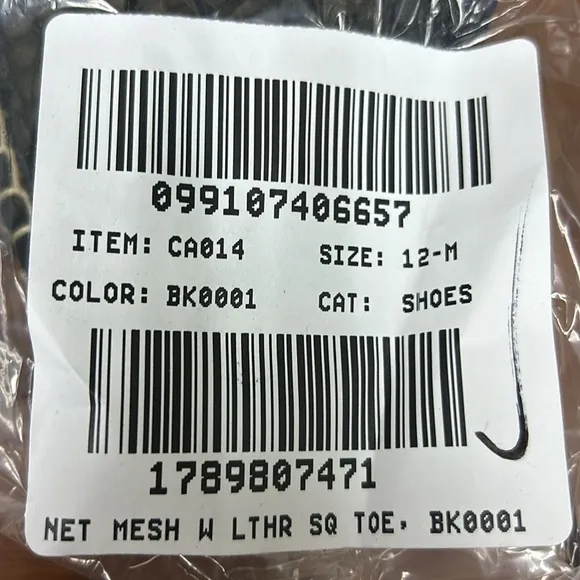 099107406657
ITEM: CA014 SIZE: 12-M
COLOR: BK0001 CAT: SHOES
1789807471
NET MESH W LTHR SQ TOE, BK0001